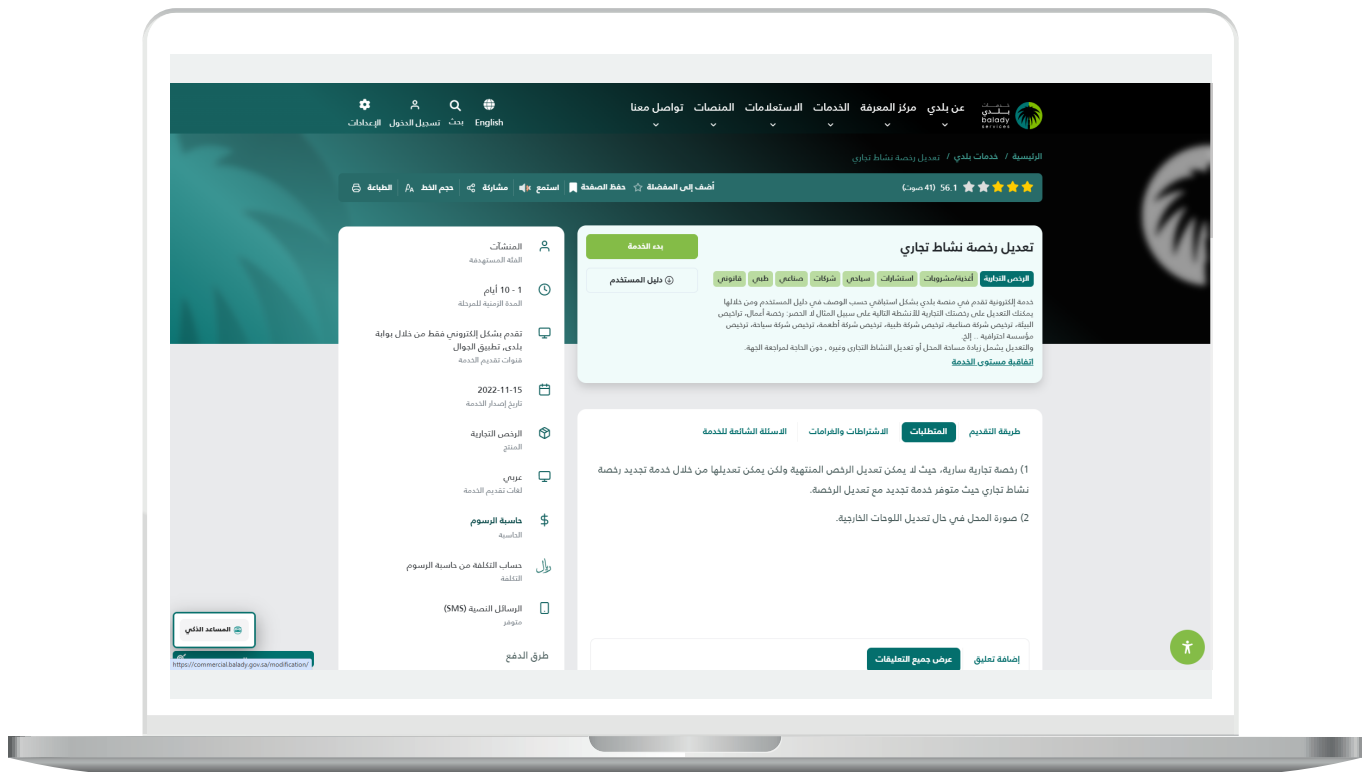 خدمات
بــلــدي
balady
services
عن بلدي
مركز المعرفة
الخدمات
الاستعلامات
المنصات
تواصل معنا
English
بحث
تسجيل الدخول
الإعدادات
الرئيسية / خدمات بلدي / تعديل رخصة نشاط تجاري
56.1 (41 صوت)
أضف إلى المفضلة
حفظ الصفحة
استمع
مشاركة
حجم الخط
الطباعة
تعديل رخصة نشاط تجاري
بدء الخدمة
دليل المستخدم
الرخص التجارية
أغذية/مشروبات
استشارات
سياحي
شركات
صناعي
طبي
قانوني
خدمة إلكترونية تقدم في منصة بلدي بشكل استباقي حسب الوصف في دليل المستخدم ومن خلالها
يمكنك التعديل على رخصتك التجارية للأنشطة التالية على سبيل المثال لا الحصر: رخصة أعمال، تراخيص
البيئة، ترخيص شركة صناعية، ترخيص شركة طبية، ترخيص شركة أطعمة، ترخيص شركة سياحة، ترخيص
مؤسسة احترافية .. إلخ.
والتعديل يشمل زيادة مساحة المحل أو تعديل النشاط التجاري وغيره , دون الحاجة لمراجعة الجهة.
اتفاقية مستوى الخدمة
طريقة التقديم
المتطلبات
الاشتراطات والغرامات
الاسئلة الشائعة للخدمة
1) رخصة تجارية سارية، حيث لا يمكن تعديل الرخص المنتهية ولكن يمكن تعديلها من خلال خدمة تجديد رخصة
نشاط تجاري حيث متوفر خدمة تجديد مع تعديل الرخصة.
2) صورة المحل في حال تعديل اللوحات الخارجية.
إضافة تعليق
عرض جميع التعليقات
المنشآت
الفئة المستهدفة
1 - 10 أيام
المدة الزمنية للمرحلة
تقدم بشكل إلكتروني فقط من خلال بوابة
بلدي, تطبيق الجوال
قنوات تقديم الخدمة
2022-11-15
تاريخ إصدار الخدمة
الرخص التجارية
المنتج
عربي
لغات تقديم الخدمة
حاسبة الرسوم
الحاسبة
حساب التكلفة من حاسبة الرسوم
التكلفة
الرسائل النصية (SMS)
متوفر
طرق الدفع
المساعد الذكي
https://commercial.balady.gov.sa/modification/